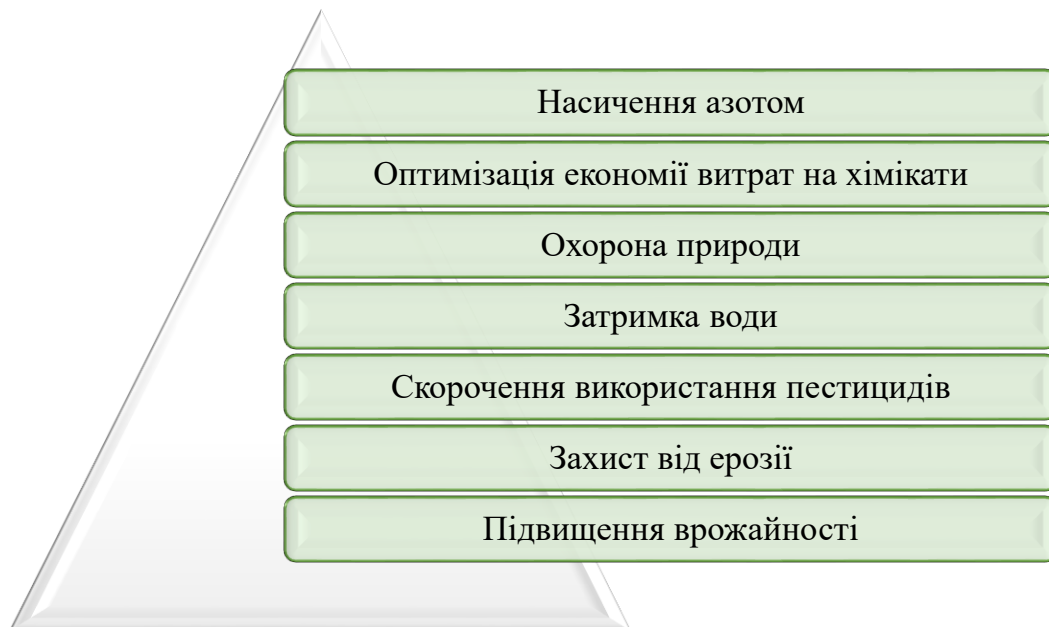 Насичення азотом
Оптимізація економії витрат на хімікати
Охорона природи
Затримка води
Скорочення використання пестицидів
Захист від ерозії
Підвищення врожайності